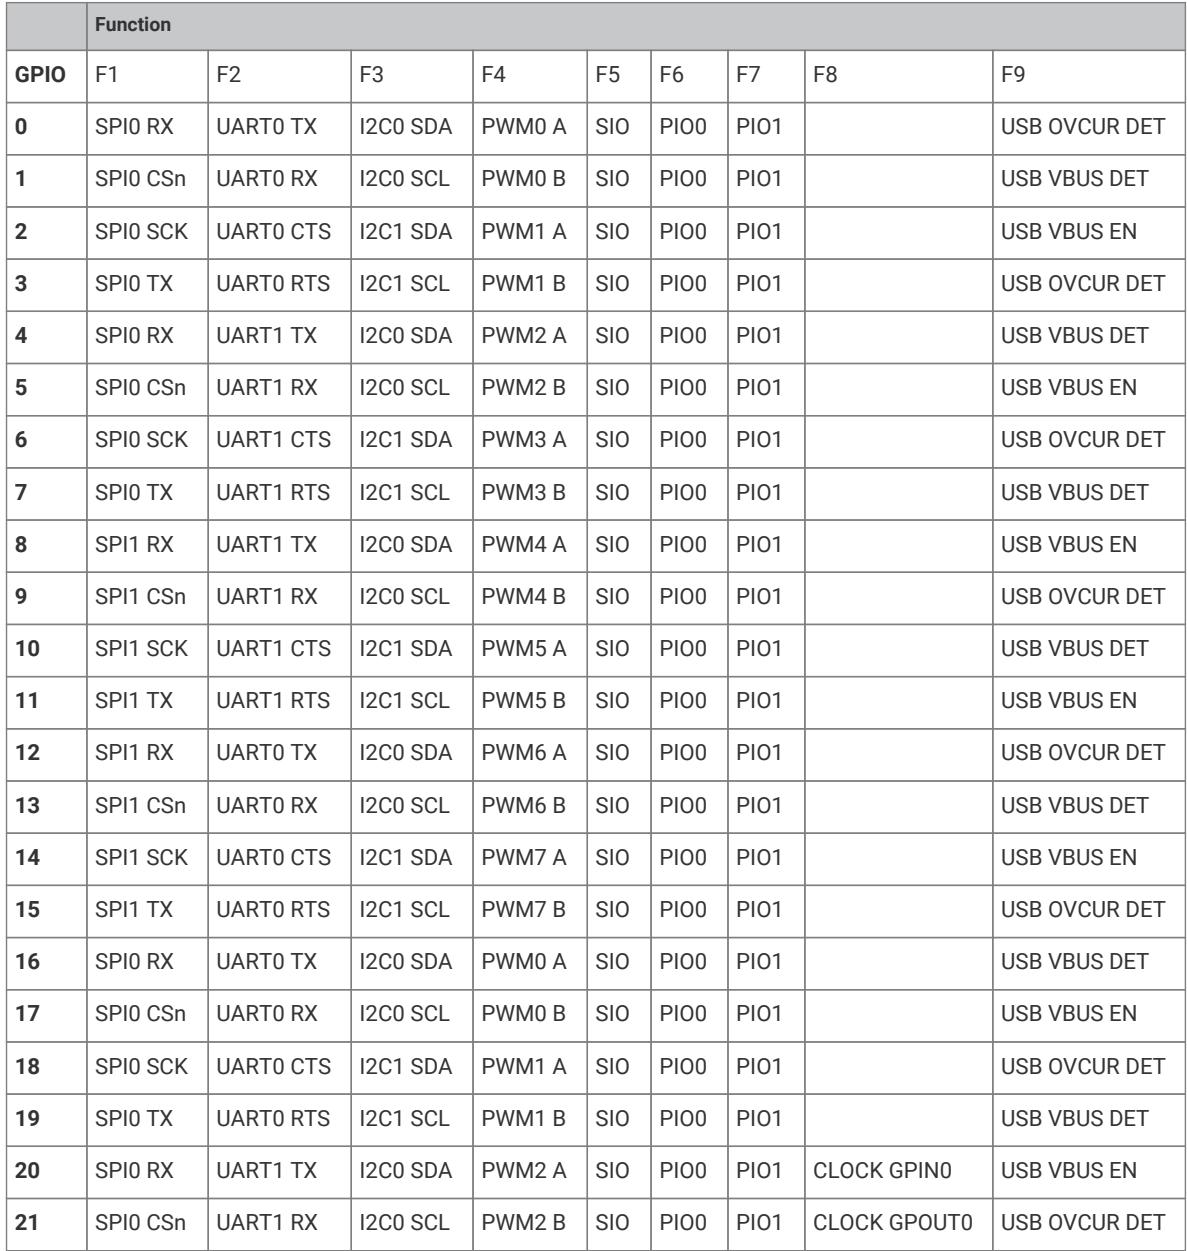 Function
GPIO F1 F2 F3 F4 F5 F6 F7 F8 F9
0 SPI0 RX UART0 TX I2C0 SDA PWM0 A SIO PIO0 PIO1 USB OVCUR DET
1 SPI0 CSn UART0 RX I2C0 SCL PWM0 B SIO PIO0 PIO1 USB VBUS DET
2 SPI0 SCK UART0 CTS I2C1 SDA PWM1 A SIO PIO0 PIO1 USB VBUS EN
3 SPI0 TX UART0 RTS I2C1 SCL PWM1 B SIO PIO0 PIO1 USB OVCUR DET
4 SPI0 RX UART1 TX I2C0 SDA PWM2 A SIO PIO0 PIO1 USB VBUS DET
5 SPI0 CSn UART1 RX I2C0 SCL PWM2 B SIO PIO0 PIO1 USB VBUS EN
6 SPI0 SCK UART1 CTS I2C1 SDA PWM3 A SIO PIO0 PIO1 USB OVCUR DET
7 SPI0 TX UART1 RTS I2C1 SCL PWM3 B SIO PIO0 PIO1 USB VBUS DET
8 SPI1 RX UART1 TX I2C0 SDA PWM4 A SIO PIO0 PIO1 USB VBUS EN
9 SPI1 CSn UART1 RX I2C0 SCL PWM4 B SIO PIO0 PIO1 USB OVCUR DET
10 SPI1 SCK UART1 CTS I2C1 SDA PWM5 A SIO PIO0 PIO1 USB VBUS DET
11 SPI1 TX UART1 RTS I2C1 SCL PWM5 B SIO PIO0 PIO1 USB VBUS EN
12 SPI1 RX UART0 TX I2C0 SDA PWM6 A SIO PIO0 PIO1 USB OVCUR DET
13 SPI1 CSn UART0 RX I2C0 SCL PWM6 B SIO PIO0 PIO1 USB VBUS DET
14 SPI1 SCK UART0 CTS I2C1 SDA PWM7 A SIO PIO0 PIO1 USB VBUS EN
15 SPI1 TX UART0 RTS I2C1 SCL PWM7 B SIO PIO0 PIO1 USB OVCUR DET
16 SPI0 RX UART0 TX I2C0 SDA PWM0 A SIO PIO0 PIO1 USB VBUS DET
17 SPI0 CSn UART0 RX I2C0 SCL PWM0 B SIO PIO0 PIO1 USB VBUS EN
18 SPI0 SCK UART0 CTS I2C1 SDA PWM1 A SIO PIO0 PIO1 USB OVCUR DET
19 SPI0 TX UART0 RTS I2C1 SCL PWM1 B SIO PIO0 PIO1 USB VBUS DET
20 SPI0 RX UART1 TX I2C0 SDA PWM2 A SIO PIO0 PIO1 CLOCK GPIN0 USB VBUS EN
21 SPI0 CSn UART1 RX I2C0 SCL PWM2 B SIO PIO0 PIO1 CLOCK GPOUT0 USB OVCUR DET